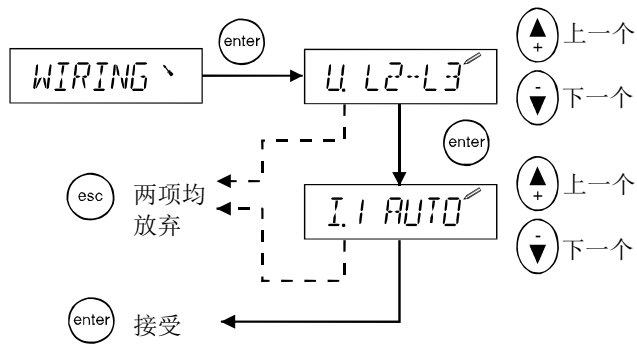 enter
上一个
+
WIRING
U. L2-L3
-
下一个
enter
esc
两项均
放弃
I.1 AUTO
上一个
+
-
下一个
enter
接受